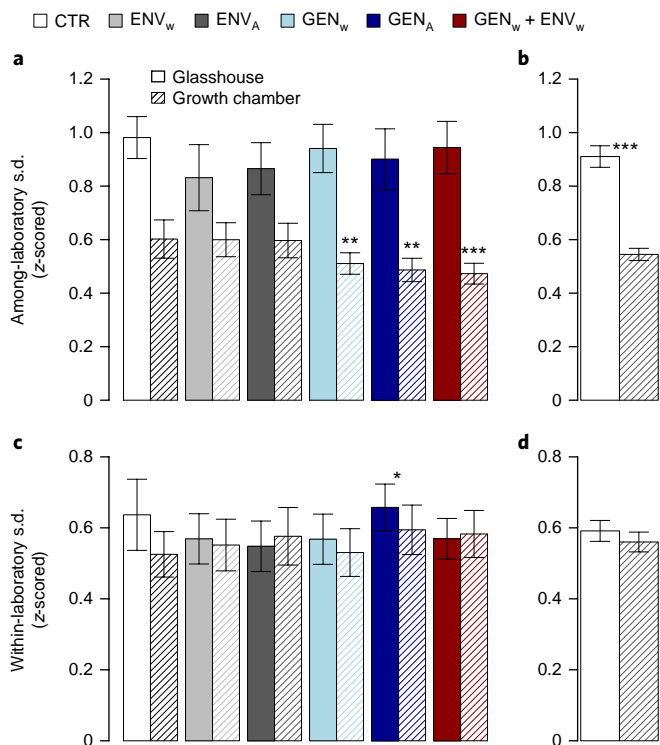 CTR ENVw ENVA GENw GENA GENw + ENVw
a
Glasshouse
Growth chamber
Among-laboratory s.d.
(z-scored)
1.2
1.0
0.8
0.6
0.4
0.2
0
**
**
***
b
1.2
1.0
0.8
0.6
0.4
0.2
0
***
c
Within-laboratory s.d.
(z-scored)
0.8
0.6
0.4
0.2
0
*
d
0.8
0.6
0.4
0.2
0